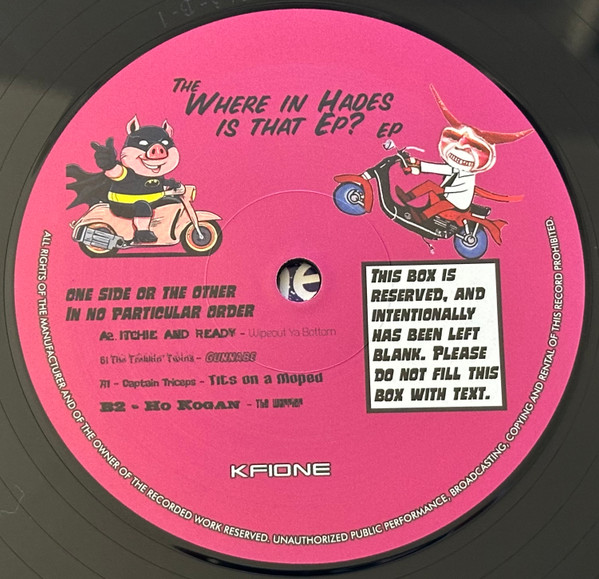 The
Where in Hades
is that Ep? EP
One side or the other
In no particular order
A2. Itchie and Ready - Wipeout Ya Bottom
B1 The Twins - Gunnabe
A1 - Captain Triceps - Tits on a Moped
B2 - Ho Kogan - The
This box is
reserved, and
intentionally
has been left
blank. Please
do not fill this
box with text.
KFIONE
ALL RIGHTS OF THE MANUFACTURER AND OF THE OWNER OF THE RECORDED WORK RESERVED. UNAUTHORIZED PUBLIC PERFORMANCE, BROADCASTING, COPYING AND RENTAL OF THIS RECORD PROHIBITED.